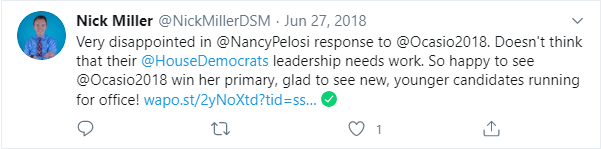 Nick Miller @NickMillerDSM · Jun 27, 2018
Very disappointed in @NancyPelosi response to @Ocasio2018. Doesn't think
that their @HouseDemocrats leadership needs work. So happy to see
@Ocasio2018 win her primary, glad to see new, younger candidates running
for office! wapo.st/2yNoXtd?tid=ss... ✅
1